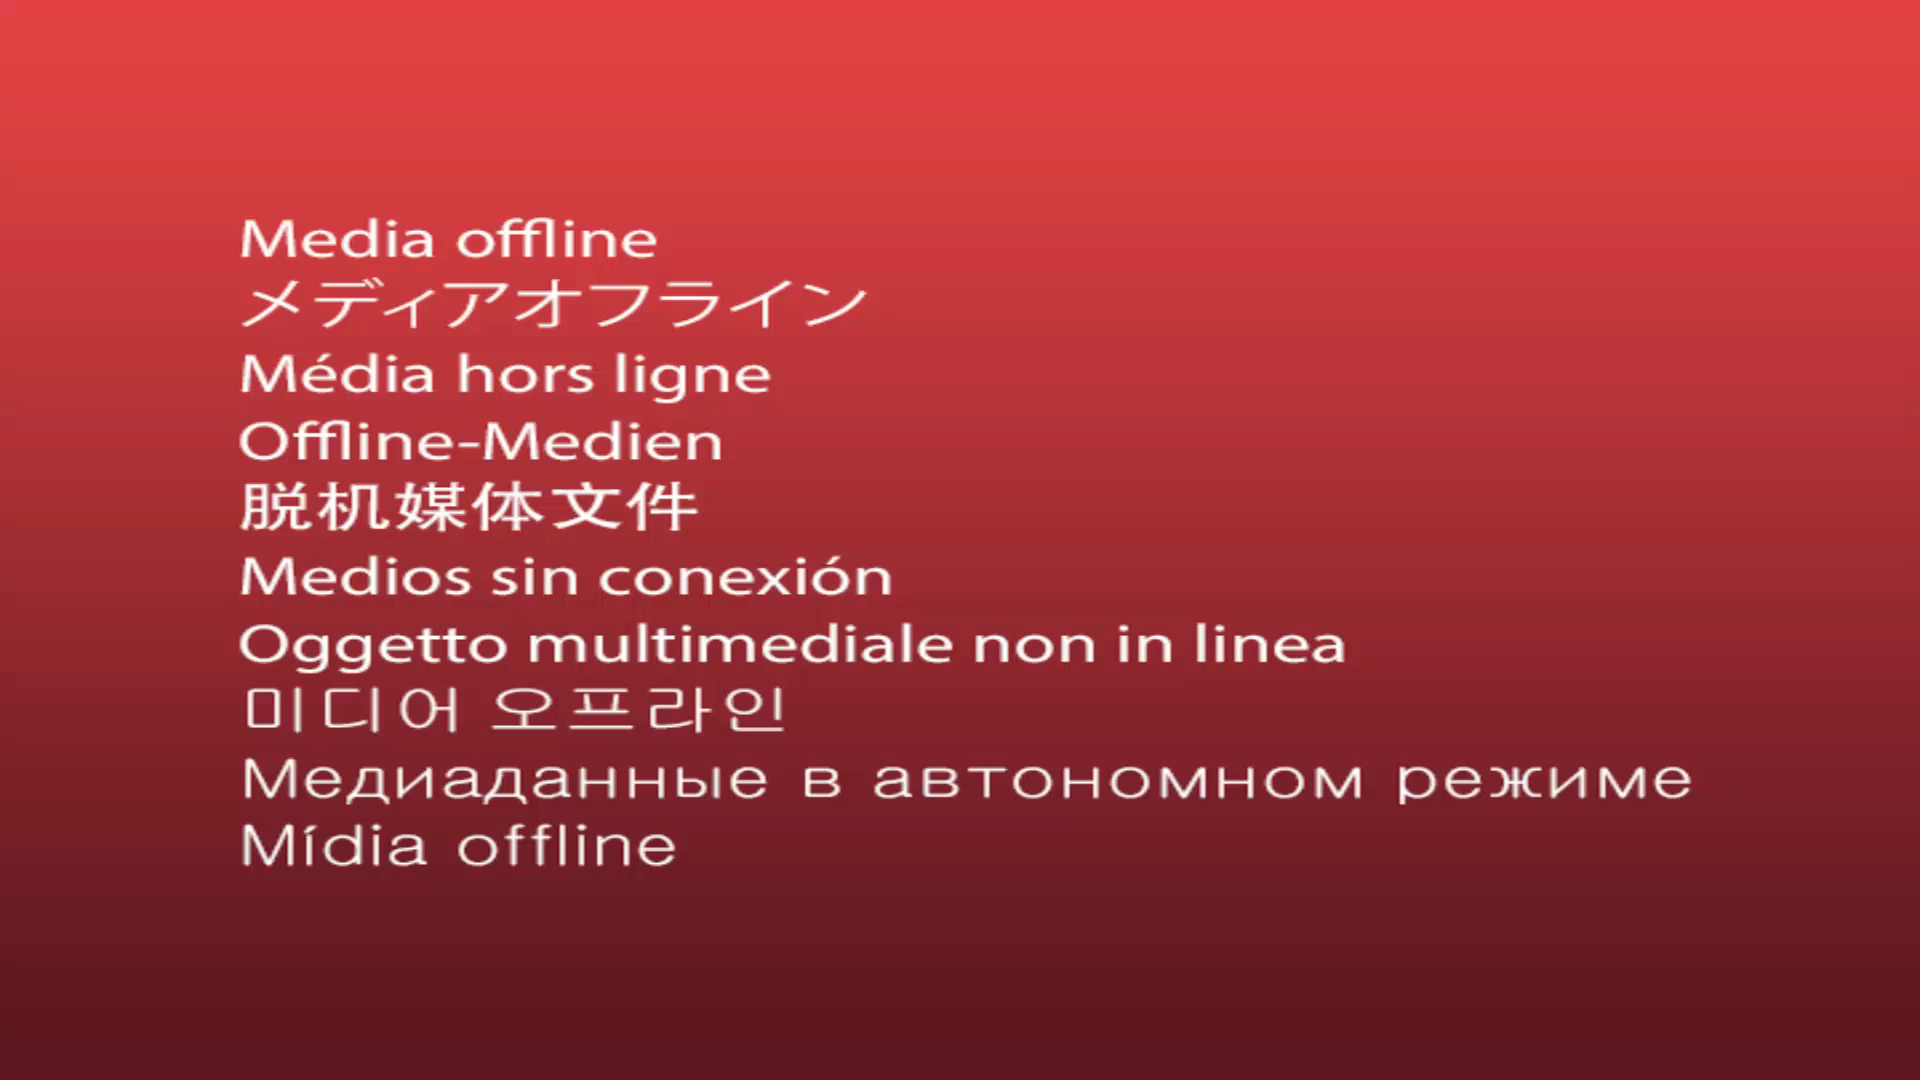 Media offline
メディアオフライン
Média hors ligne
Offline-Medien
脱机媒体文件
Medios sin conexión
Oggetto multimediale non in linea
미디어 오프라인
Медиаданные в автономном режиме
Mídia offline